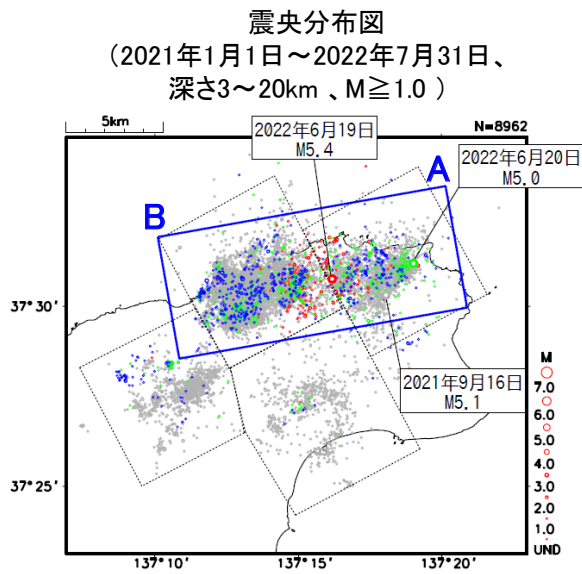 震央分布図
（2021年1月1日～2022年7月31日、
深さ3～20km 、M≧1.0 ）
5km
N=8962
2022年6月19日
M5.4
2022年6月20日
M5.0
A
B
37°30′
2021年9月16日
M5.1
M
7.0
6.0
5.0
4.0
3.0
2.0
1.0
UND
37°25′
137°10′
137°15′
137°20′